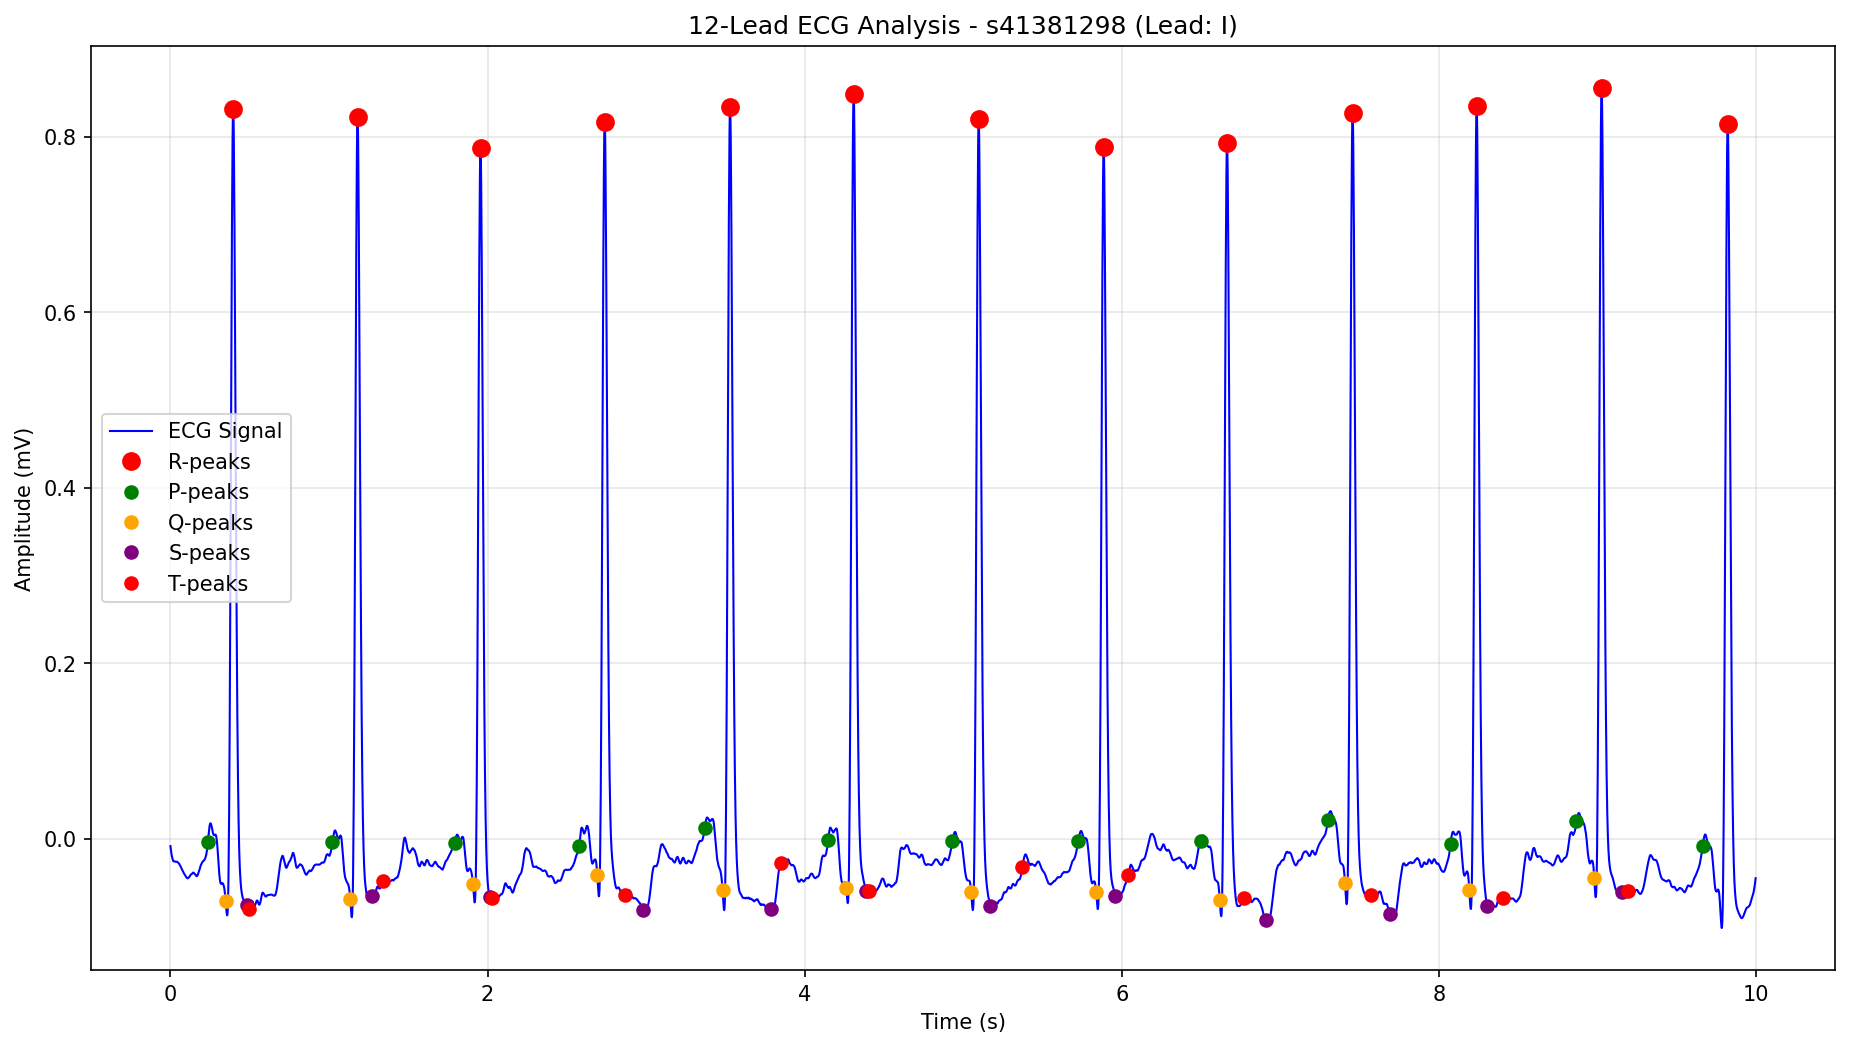 12-Lead ECG Analysis - s41381298 (Lead: I)
Amplitude (mV)
0.8
0.6
0.4
0.2
0.0
ECG Signal
R-peaks
P-peaks
Q-peaks
S-peaks
T-peaks
0 2 4 6 8 10
Time (s)